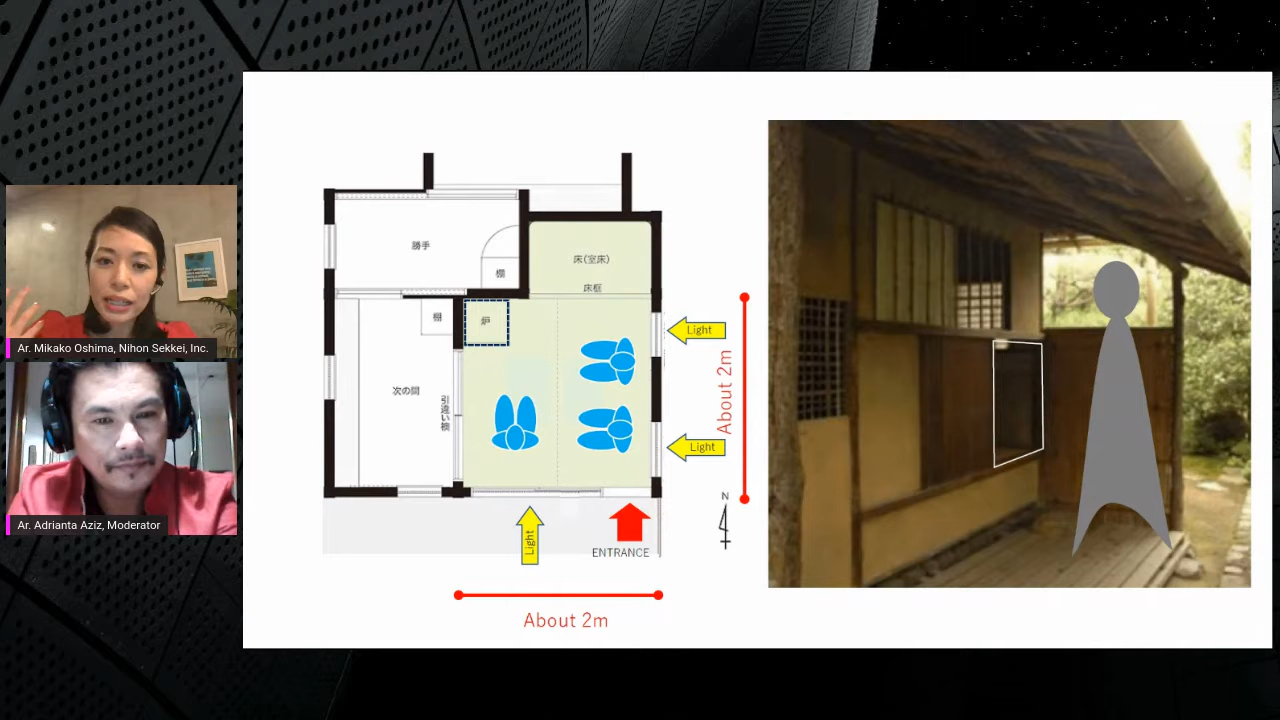 Ar. Mikako Oshima, Nihon Sekkei, Inc.
Ar. Adrianta Aziz, Moderator
勝手
棚
床(室床)
床框
棚
炉
次の間
引違い襖
Light
Light
Light
About 2m
N
ENTRANCE
About 2m